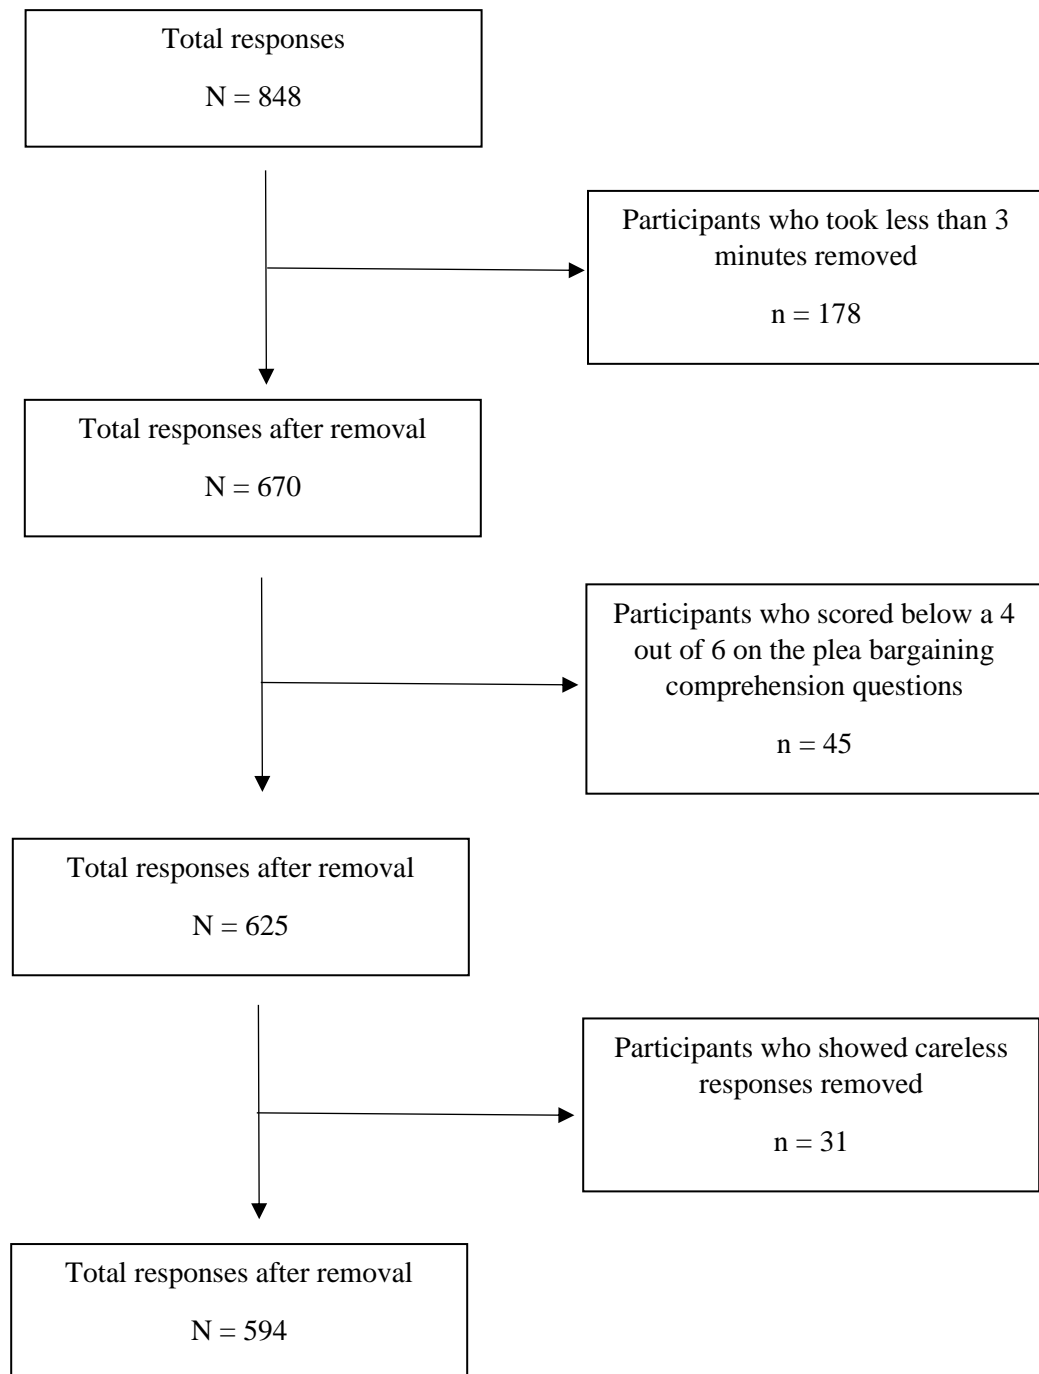 Total responses
N = 848
Participants who took less than 3
minutes removed
n = 178
Total responses after removal
N = 670
Participants who scored below a 4
out of 6 on the plea bargaining
comprehension questions
n = 45
Total responses after removal
N = 625
Participants who showed careless
responses removed
n = 31
Total responses after removal
N = 594